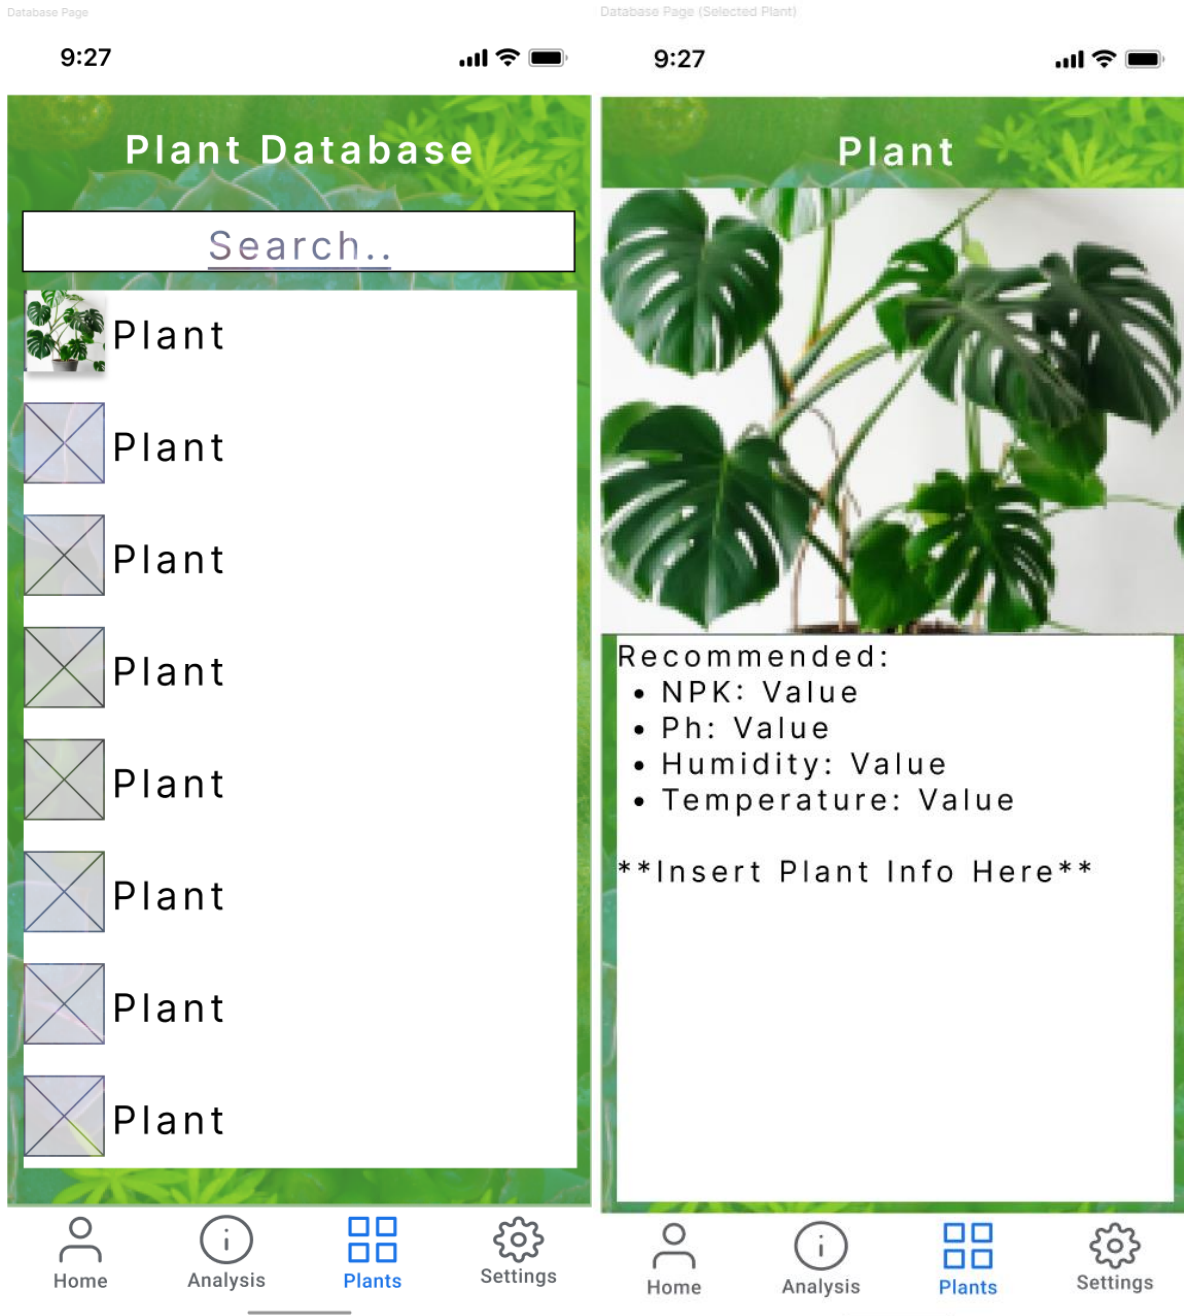 Database Page
9:27
Plant Database
Search..
Plant
Plant
Plant
Plant
Plant
Plant
Plant
Plant
Home
Analysis
Plants
Settings
Database Page (Selected Plant)
9:27
Plant
Recommended:
• NPK: Value
• Ph: Value
• Humidity: Value
• Temperature: Value
**Insert Plant Info Here**
Home
Analysis
Plants
Settings